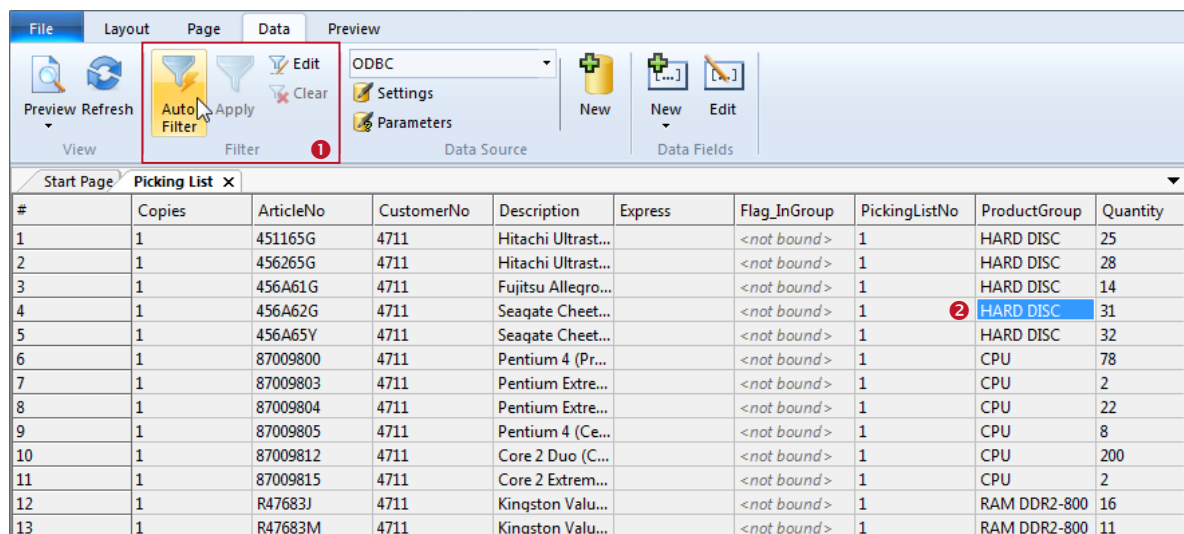 File Layout Page Data Preview
Edit ODBC
Clear Settings
Preview Refresh Auto Filter Apply Parameters New New Edit
View Filter 1 Data Source Data Fields
Start Page Picking List X
# Copies ArticleNo CustomerNo Description Express Flag_InGroup PickingListNo ProductGroup Quantity
1 1 451165G 4711 Hitachi Ultrast... <not bound> 1 HARD DISC 25
2 1 456265G 4711 Hitachi Ultrast... <not bound> 1 HARD DISC 28
3 1 456A61G 4711 Fujitsu Allegro... <not bound> 1 HARD DISC 14
4 1 456A62G 4711 Seagate Cheet... <not bound> 1 2 HARD DISC 31
5 1 456A65Y 4711 Seagate Cheet... <not bound> 1 HARD DISC 32
6 1 87009800 4711 Pentium 4 (Pr... <not bound> 1 CPU 78
7 1 87009803 4711 Pentium Extre... <not bound> 1 CPU 2
8 1 87009804 4711 Pentium Extre... <not bound> 1 CPU 22
9 1 87009805 4711 Pentium 4 (Ce... <not bound> 1 CPU 8
10 1 87009812 4711 Core 2 Duo (C... <not bound> 1 CPU 200
11 1 87009815 4711 Core 2 Extrem... <not bound> 1 CPU 2
12 1 R47683J 4711 Kingston Valu... <not bound> 1 RAM DDR2-800 16
13 1 R47683M 4711 Kingston Valu... <not bound> 1 RAM DDR2-800 11